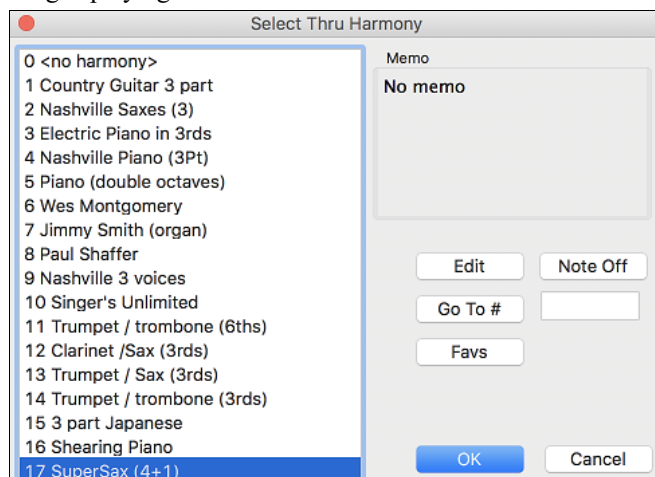 Select Thru Harmony
0 <no harmony>
1 Country Guitar 3 part
2 Nashville Saxes (3)
3 Electric Piano in 3rds
4 Nashville Piano (3Pt)
5 Piano (double octaves)
6 Wes Montgomery
7 Jimmy Smith (organ)
8 Paul Shaffer
9 Nashville 3 voices
10 Singer's Unlimited
11 Trumpet / trombone (6ths)
12 Clarinet /Sax (3rds)
13 Trumpet / Sax (3rds)
14 Trumpet / trombone (3rds)
15 3 part Japanese
16 Shearing Piano
17 SuperSax (4+1)
Memo
No memo
Edit
Note Off
Go To #
Favs
OK
Cancel